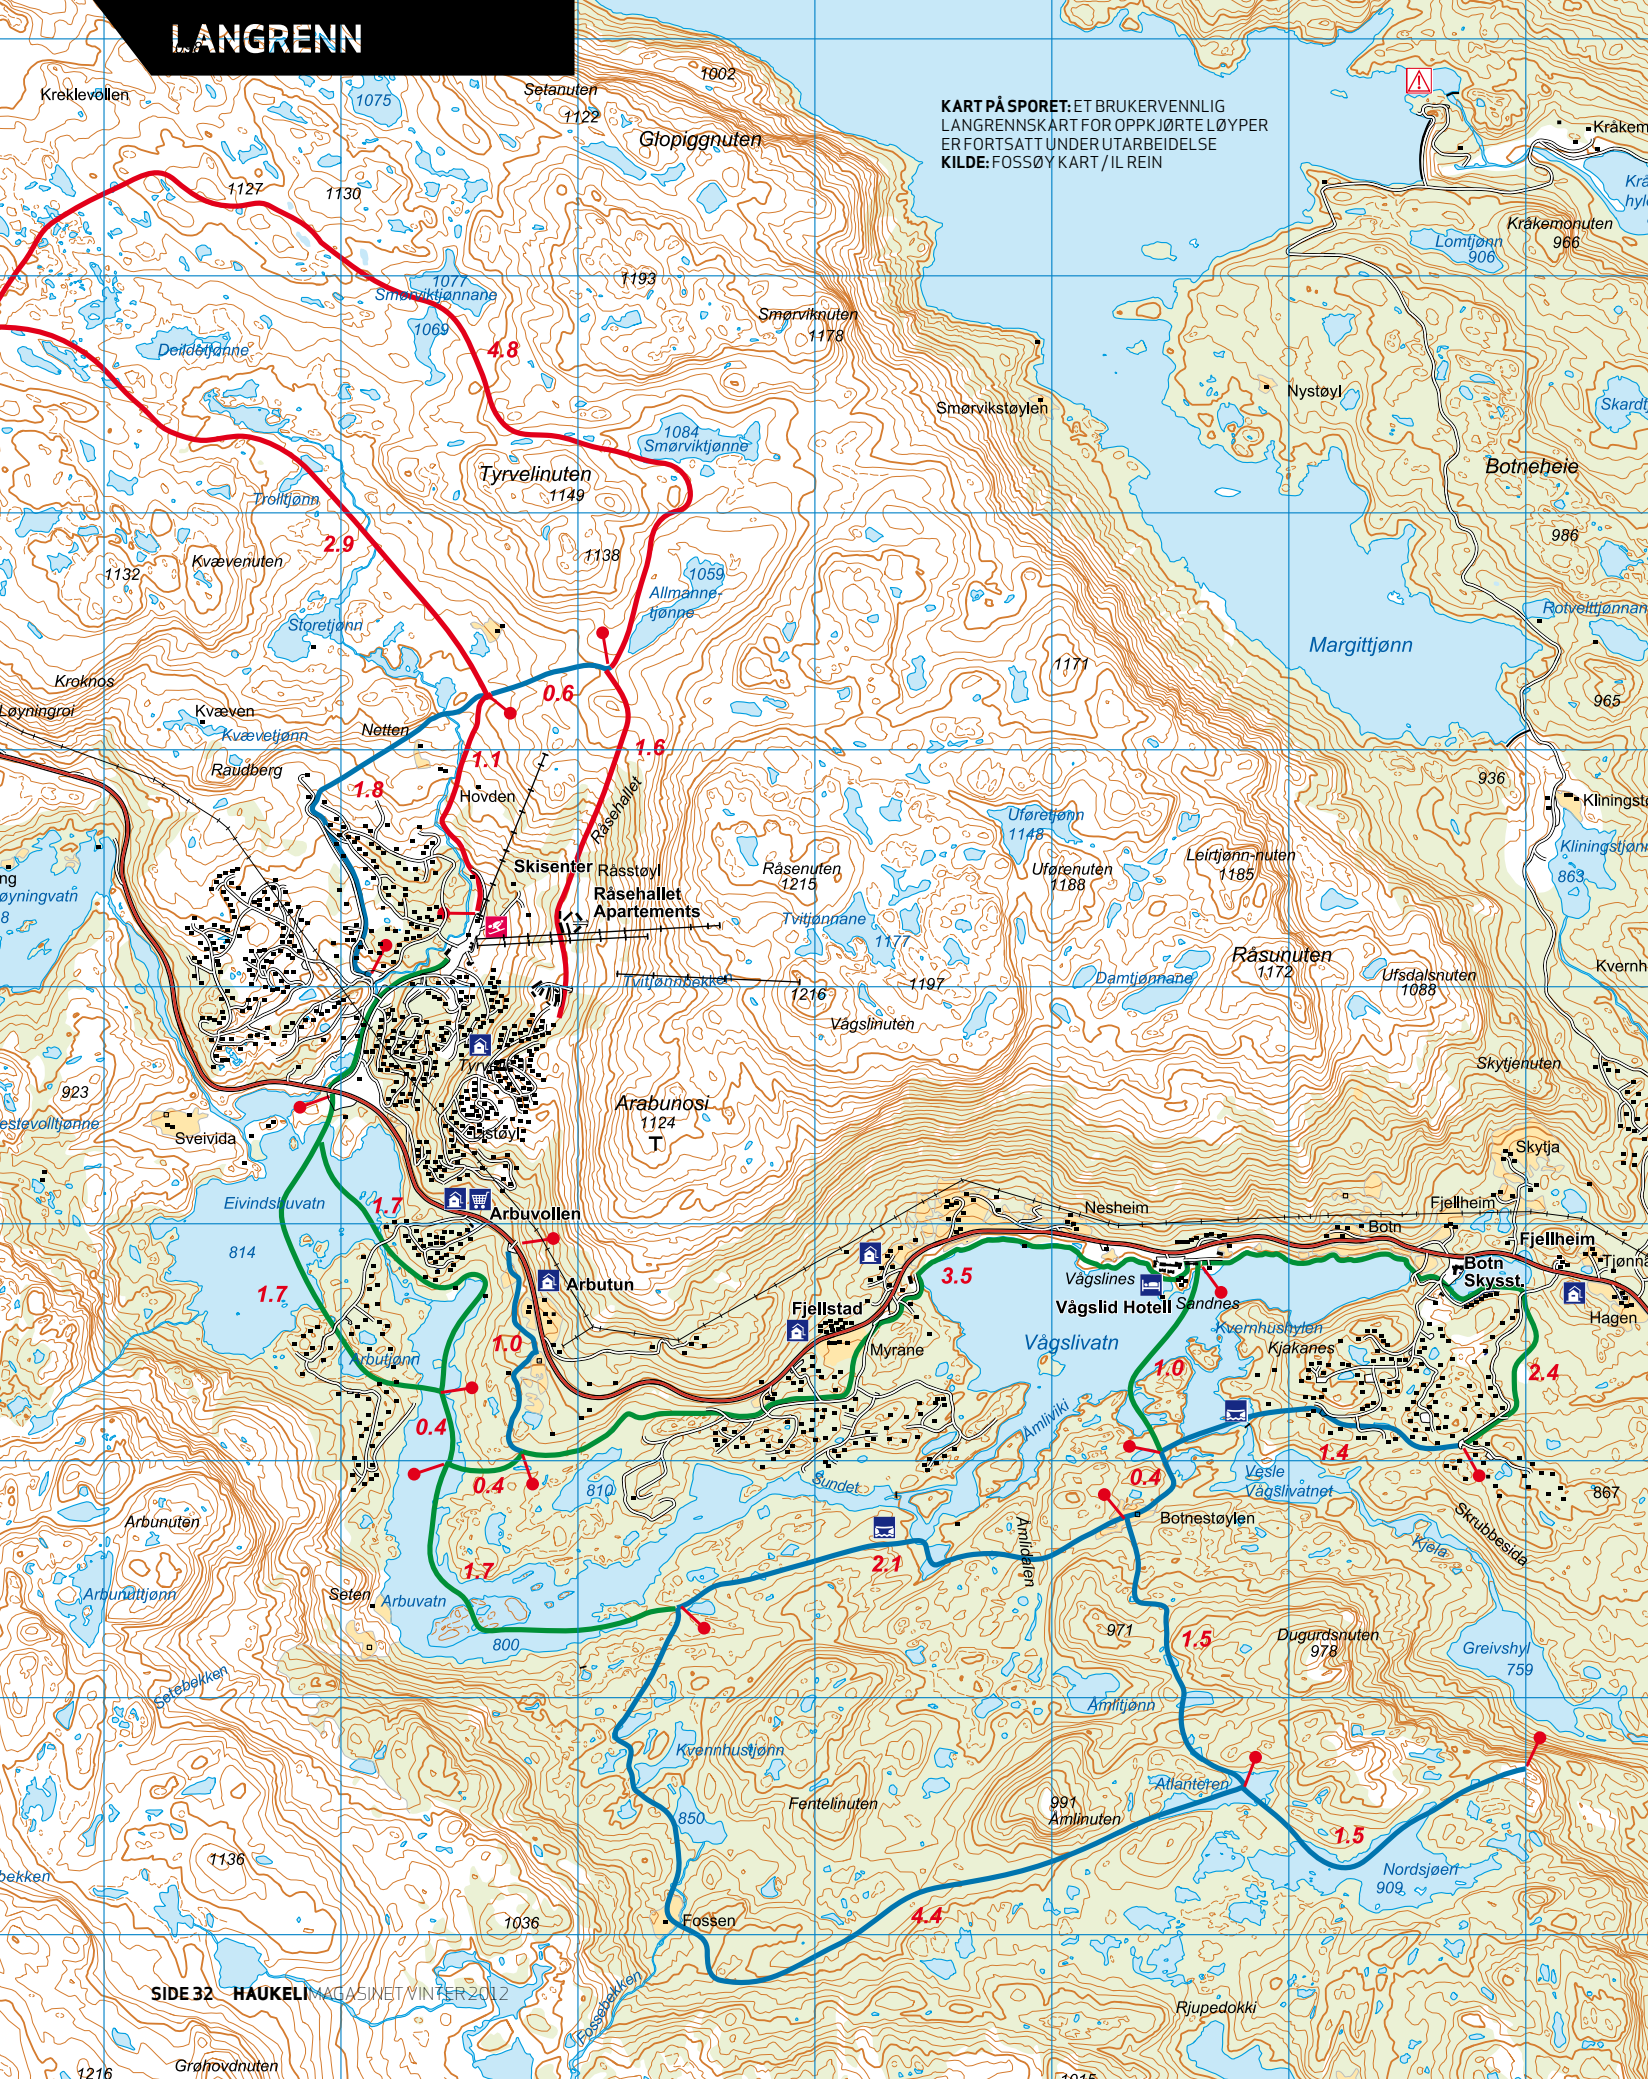 LANGRENN
KART PÅ SPORET: ET BRUKERVENNLIG
LANGRENNSKART FOR OPPKJØRTE LØYPER
ER FORTSATT UNDER UTARBEIDELSE
KILDE: FOSSØY KART / IL REIN
Kreklevollen
1075
Setanuten
1122
1002
Glopiggnuten
1127
1130
1077
Smørviktjønnane
1069
1193
Smørviknuten
1178
Deildetjønne
4.8
Smørvikstøylen
Nystøyl
Lomtjønn
906
Kråkemonuten
966
Botneheie
986
1084
Smørviktjønne
Tyrvelinuten
1149
Trolltjønn
2.9
Kvævenuten
1132
1138
1059
Allmanne-
tjønne
Storetjønn
Rotvelttjønnan
Margittjønn
1171
965
Kroknos
Løyningroi
Kvæven
Kvævetjønn
Raudberg
Netten
0.6
1.1
1.6
1.8
Hovden
Råsehallet
936
Kliningstø
Kliningstjønn
863
Uføretjønn
1148
Uførenuten
1188
Leirtjønn-nuten
1185
Skisenter
Råsstøyl
Råsehallet
Apartements
Råsenuten
1215
Tvitjønnane
1177
1197
Tvitjønnbekken
1216
Vågslinuten
Damtjønnane
Råsunuten
1172
Ufsdalsnuten
1088
Skytjenuten
923
Sveivida
Arabunosi
1124
T
Skytja
Eivindsbuvatn
814
1.7
1.7
Arbuvollen
Arbutun
Arbutjønn
1.0
0.4
0.4
Nesheim
Fjellheim
Botn
Fjellheim
Botn
Skysst.
Hagen
3.5
Vågslines
Vågslid Hotell
Sandnes
Fjellstad
Myrane
Vågslivatn
Kvernhushylen
Kjakanes
1.0
2.4
Amliviki
1.4
0.4
Vesle
Vågslivatnet
867
Sundet
810
Botnestøylen
Amlidalen
Skrubbesida
Kjela
Arbunuten
Arbunuttjønn
Seten
Arbuvatn
1.7
2.1
800
Setebekken
971
1.5
Dugurdsnuten
978
Greivshyl
759
Amlitjønn
Kvennhustjønn
Atlanteren
850
Fentelinuten
991
Amlinuten
1.5
Nordsjøen
909
1136
bekken
1036
Fossen
4.4
Fossebekken
Rjupedokki
SIDE 32 HAUKELIMAGASINET VINTER 2012
1216
Grøhovdnuten